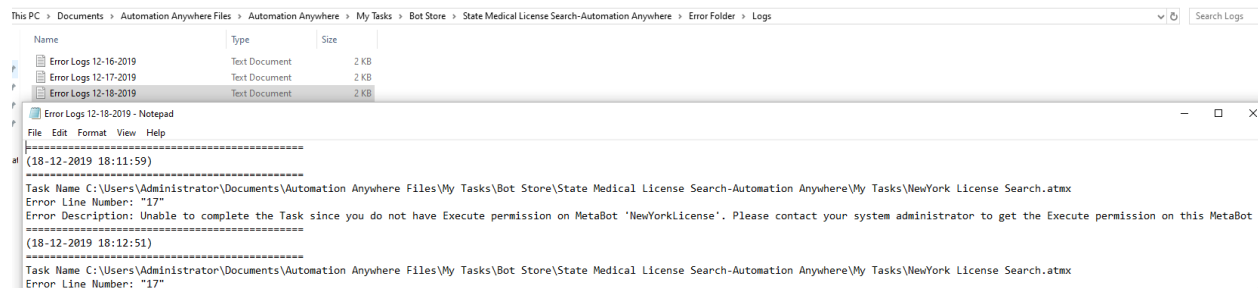 This PC > Documents > Automation Anywhere Files > Automation Anywhere > My Tasks > Bot Store > State Medical License Search-Automation Anywhere > Error Folder > Logs
Search Logs
Name Type Size
Error Logs 12-16-2019 Text Document 2 KB
Error Logs 12-17-2019 Text Document 2 KB
Error Logs 12-18-2019 Text Document 2 KB
Error Logs 12-18-2019 - Notepad
File Edit Format View Help
==============================================
(18-12-2019 18:11:59)
==============================================
Task Name C:\Users\Administrator\Documents\Automation Anywhere Files\My Tasks\Bot Store\State Medical License Search-Automation Anywhere\My Tasks\NewYork License Search.atmx
Error Line Number: "17"
Error Description: Unable to complete the Task since you do not have Execute permission on MetaBot 'NewYorkLicense'. Please contact your system administrator to get the Execute permission on this MetaBot
==============================================
(18-12-2019 18:12:51)
==============================================
Task Name C:\Users\Administrator\Documents\Automation Anywhere Files\My Tasks\Bot Store\State Medical License Search-Automation Anywhere\My Tasks\NewYork License Search.atmx
Error Line Number: "17"